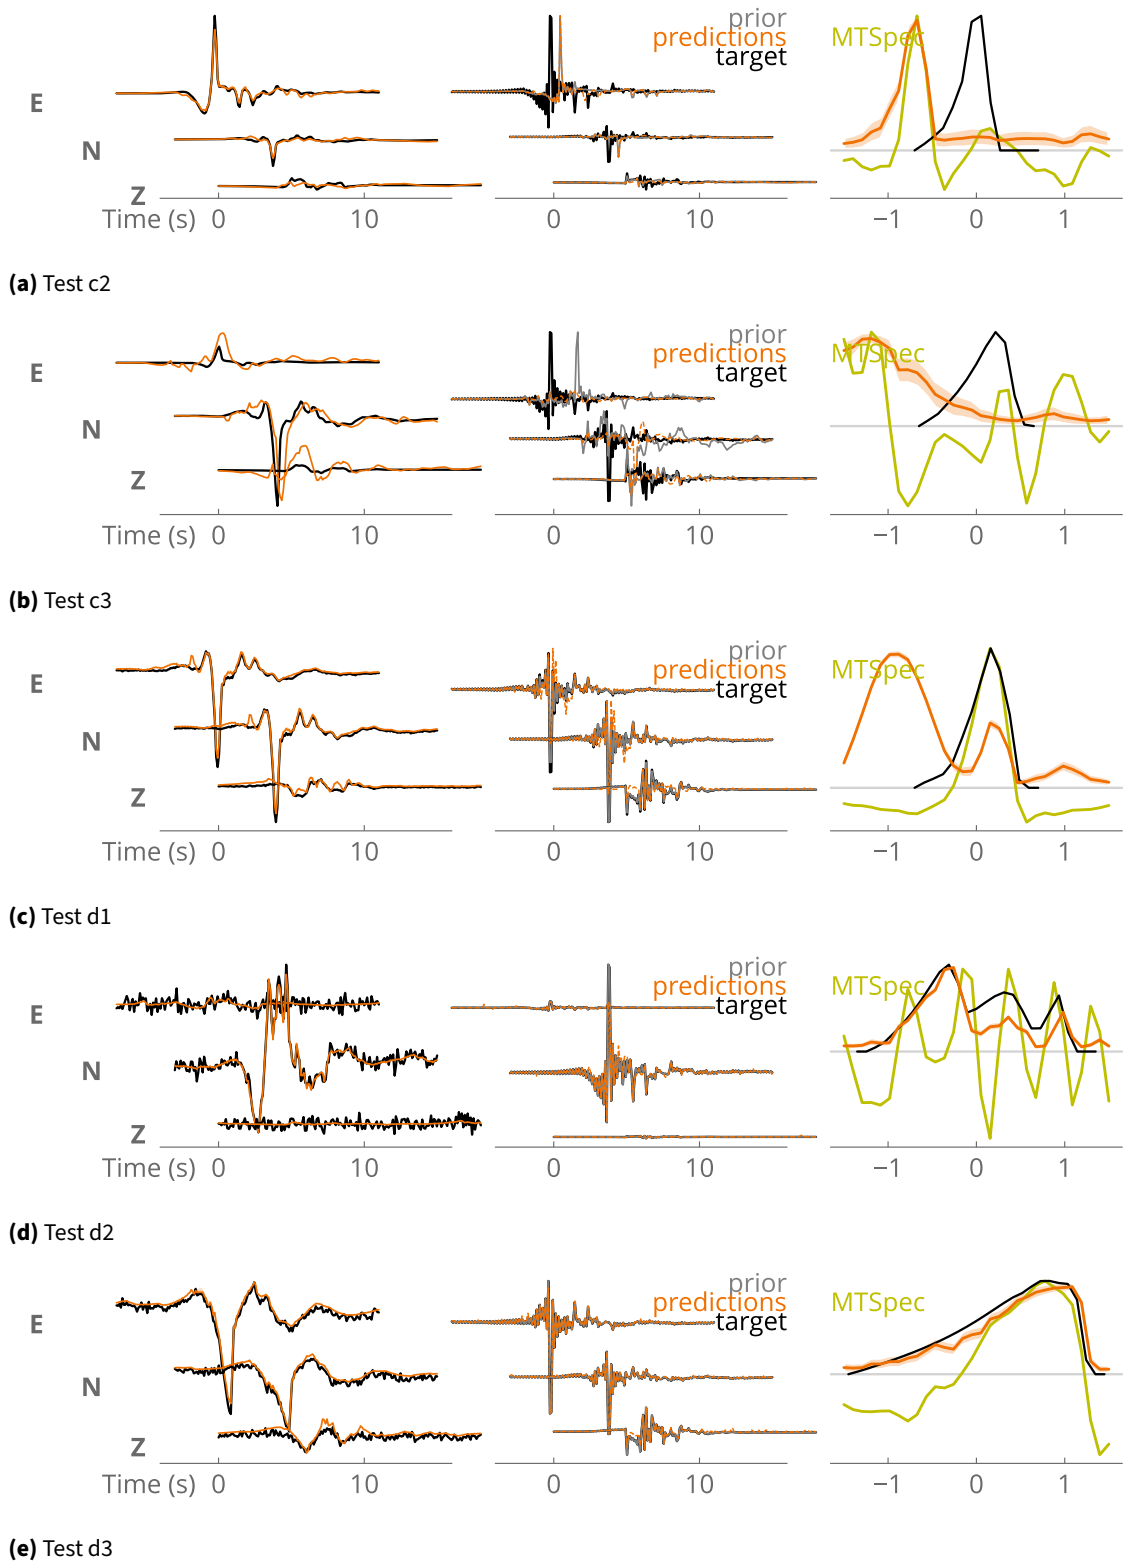 prior
predictions
target
MTSpec
E
N
Z
Time (s) 0 10
0 10
−1 0 1
(a) Test c2
prior
predictions
target
MTSpec
E
N
Z
Time (s) 0 10
0 10
−1 0 1
(b) Test c3
prior
predictions
target
MTSpec
E
N
Z
Time (s) 0 10
0 10
−1 0 1
(c) Test d1
prior
predictions
target
MTSpec
E
N
Z
Time (s) 0 10
0 10
−1 0 1
(d) Test d2
prior
predictions
target
MTSpec
E
N
Z
Time (s) 0 10
0 10
−1 0 1
(e) Test d3